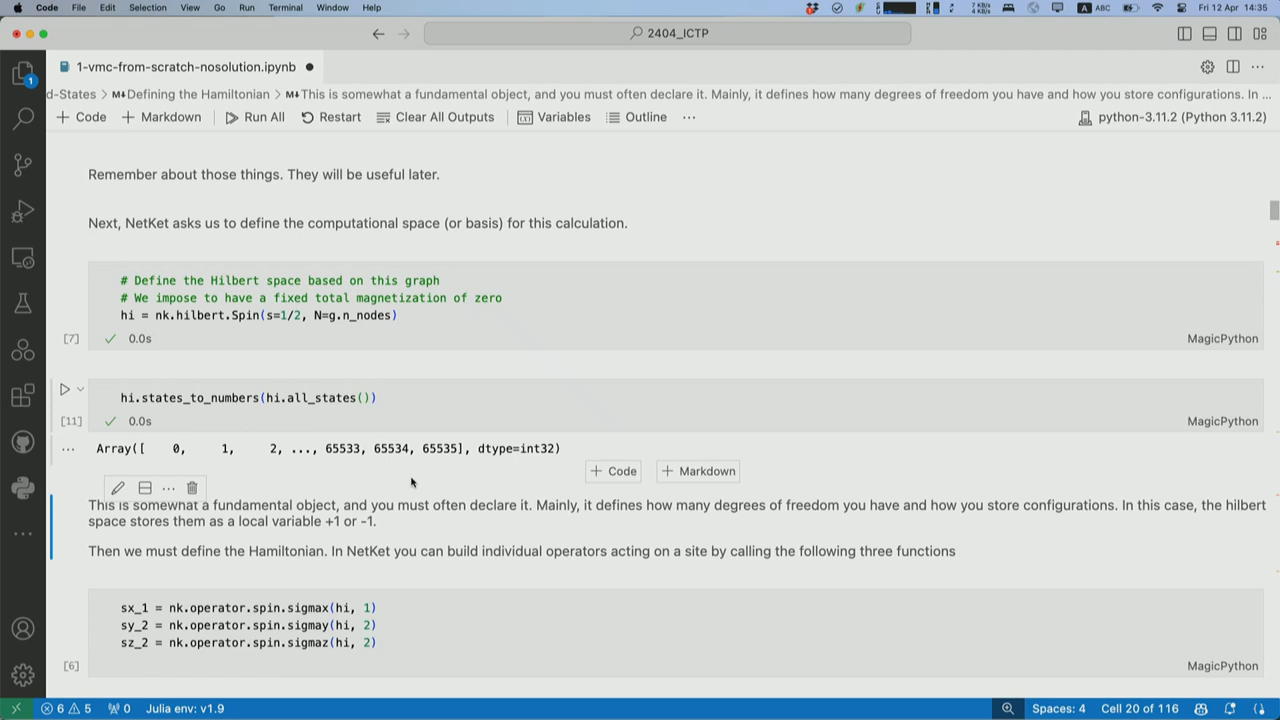 Code File Edit Selection View Go Run Terminal Window Help 7 KB/s 4 KB/s A ABC Fri 12 Apr 14:35
2404_ICTP
1-vmc-from-scratch-nosolution.ipynb
d-States > M↓Defining the Hamiltonian > M↓This is somewhat a fundamental object, and you must often declare it. Mainly, it defines how many degrees of freedom you have and how you store configurations. In ...
+ Code + Markdown Run All Restart Clear All Outputs Variables Outline ... python-3.11.2 (Python 3.11.2)
Remember about those things. They will be useful later.
Next, NetKet asks us to define the computational space (or basis) for this calculation.
# Define the Hilbert space based on this graph
# We impose to have a fixed total magnetization of zero
hi = nk.hilbert.Spin(s=1/2, N=g.n_nodes)
[7] 0.0s MagicPython
hi.states_to_numbers(hi.all_states())
[11] 0.0s MagicPython
... Array([    0,     1,     2, ..., 65533, 65534, 65535], dtype=int32)
+ Code + Markdown
This is somewhat a fundamental object, and you must often declare it. Mainly, it defines how many degrees of freedom you have and how you store configurations. In this case, the hilbert
space stores them as a local variable +1 or -1.
Then we must define the Hamiltonian. In NetKet you can build individual operators acting on a site by calling the following three functions
sx_1 = nk.operator.spin.sigmax(hi, 1)
sy_2 = nk.operator.spin.sigmay(hi, 2)
sz_2 = nk.operator.spin.sigmaz(hi, 2)
[6] MagicPython
6 5 0 Julia env: v1.9 Spaces: 4 Cell 20 of 116
1